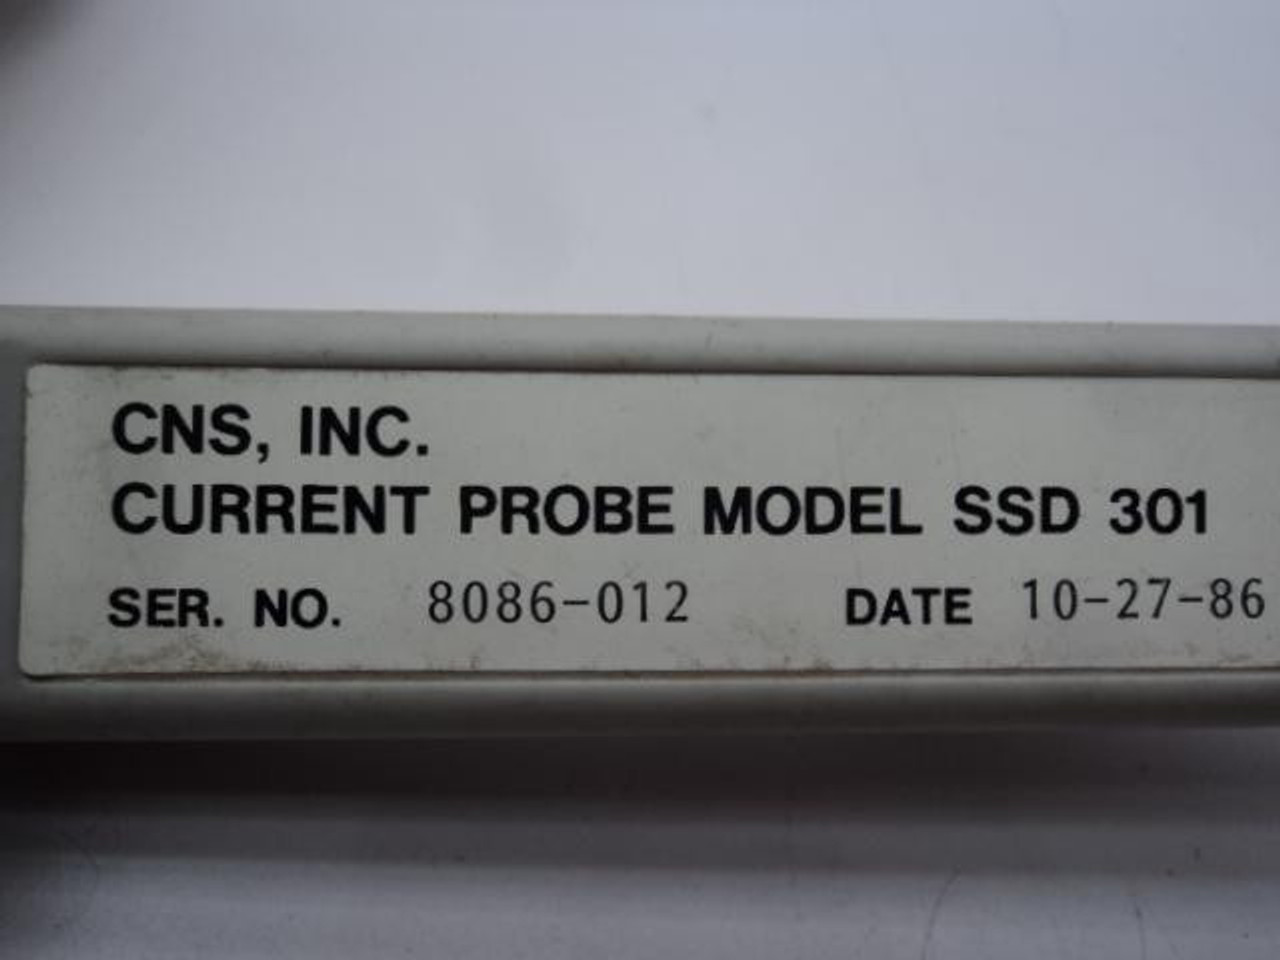 CNS, INC.
CURRENT PROBE MODEL SSD 301
SER. NO. 8086-012 DATE 10-27-86